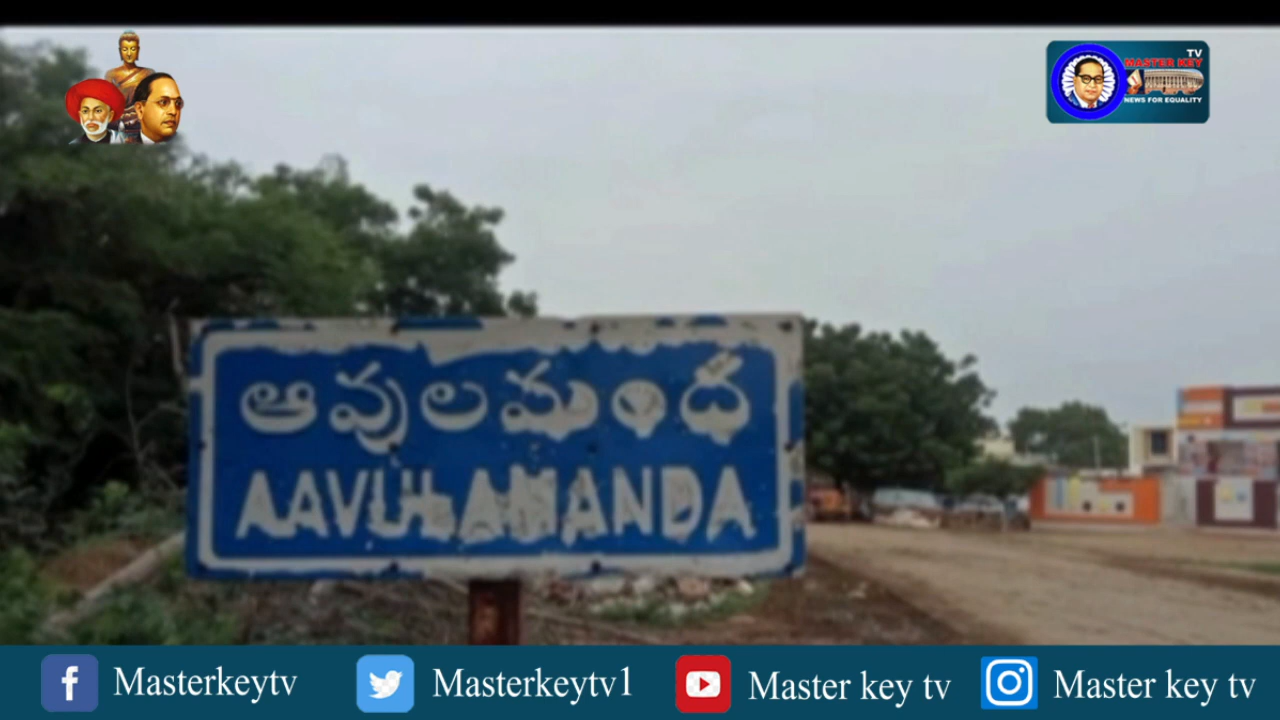 TV
MASTER KEY
NEWS FOR EQUALITY
ఆవులమంద
AAVULAMANDA
Masterkeytv
Masterkeytv1
Master key tv
Master key tv